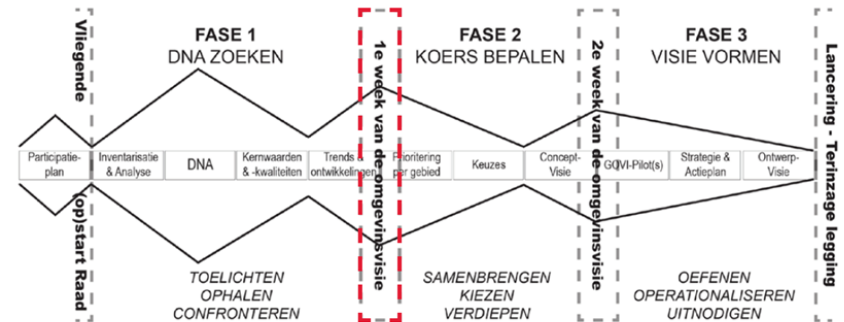 FASE 1
DNA ZOEKEN
FASE 2
KOERS BEPALEN
FASE 3
VISIE VORMEN
Vliegende
(op)start Raad
1e week van de omgevinsvisie
2e week van de omgevinsvisie
Lancering - Terinzage legging
Participatie-
plan
Inventarisatie
& Analyse
DNA
Kernwaarden
& -kwaliteiten
Trends &
ontwikkelingen
Prioritering
per gebied
Keuzes
Concept-
Visie
GOVI-Pilot(s)
Strategie &
Actieplan
Ontwerp-
Visie
TOELICHTEN
OPHALEN
CONFRONTEREN
SAMENBRENGEN
KIEZEN
VERDIEPEN
OEFENEN
OPERATIONALISEREN
UITNODIGEN